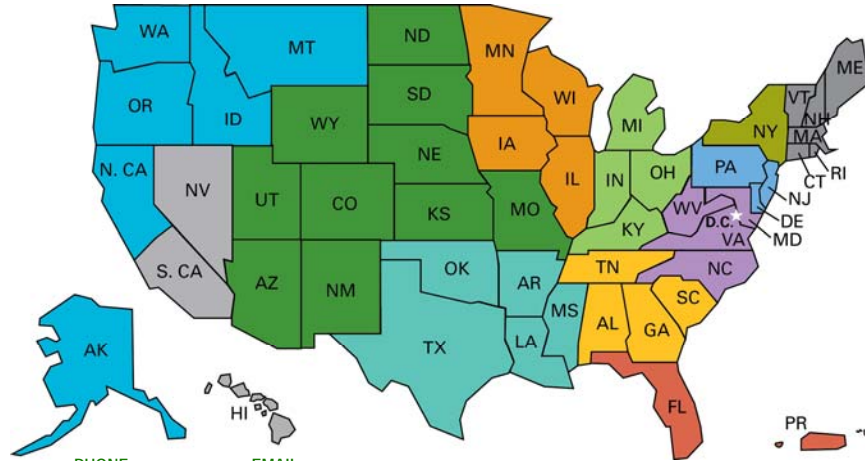 WA
MT
ND
MN
ME
OR
ID
SD
WI
VT
NH
WY
MI
NY
MA
N. CA
NV
NE
IA
PA
RI
CT
UT
CO
IL
IN
OH
NJ
KS
MO
WV
D.C.
DE
MD
KY
VA
S. CA
AZ
NM
OK
AR
TN
NC
SC
MS
AL
GA
TX
LA
AK
FL
HI
PR
PHONE
EMAIL